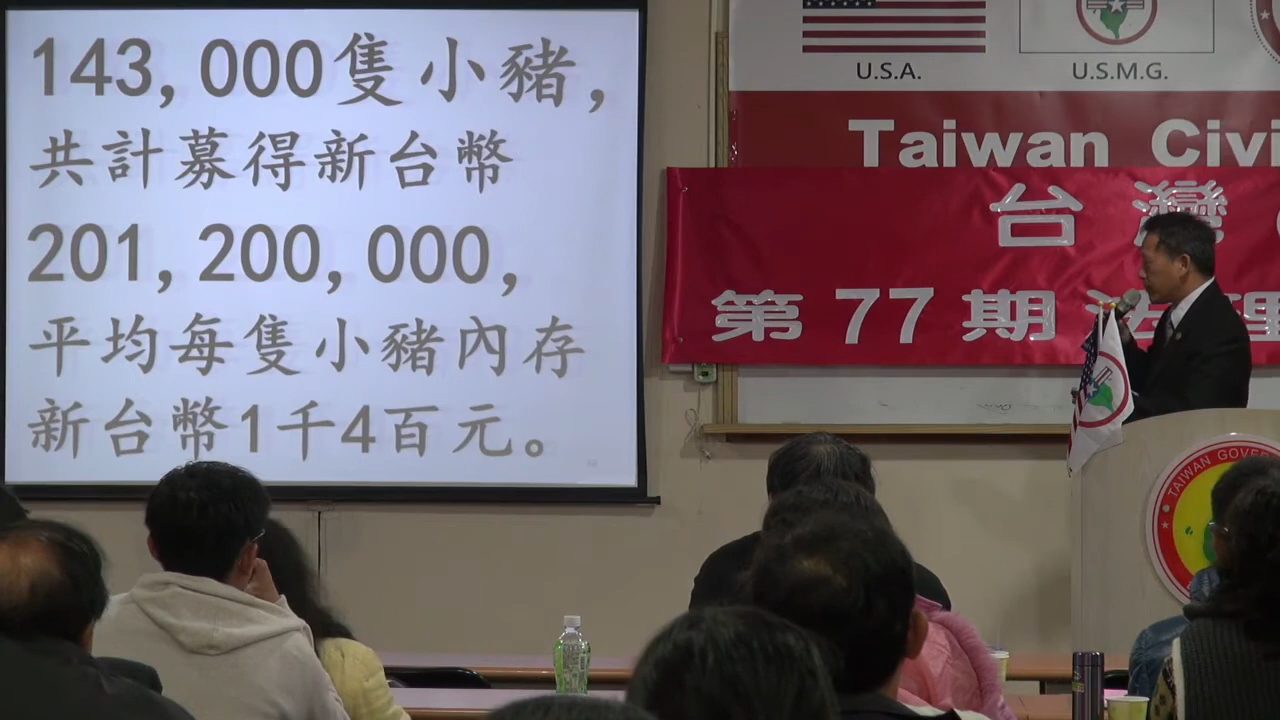 143,000隻小豬,
共計募得新台幣
201,200,000,
平均每隻小豬內存
新台幣1千4百元。
U.S.A.
U.S.M.G.
Taiwan Civi
台灣
第77期法理
TAIWAN GOVER